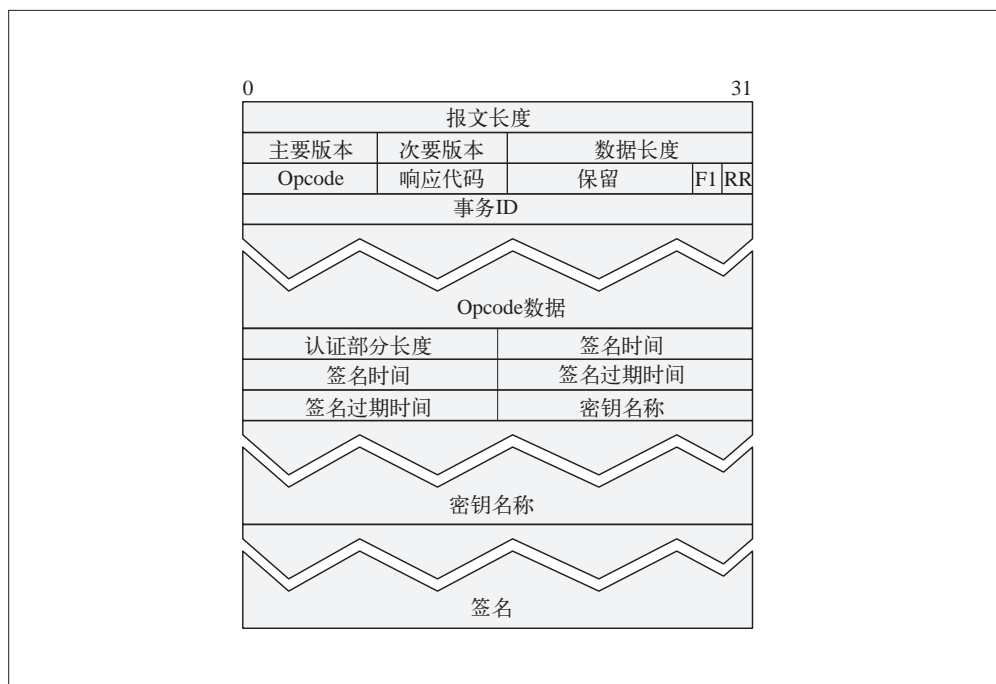 0 31
报文长度
主要版本 次要版本 数据长度
Opcode 响应代码 保留 F1 RR
事务ID
Opcode数据
认证部分长度 签名时间
签名时间 签名过期时间
签名过期时间 密钥名称
密钥名称
签名